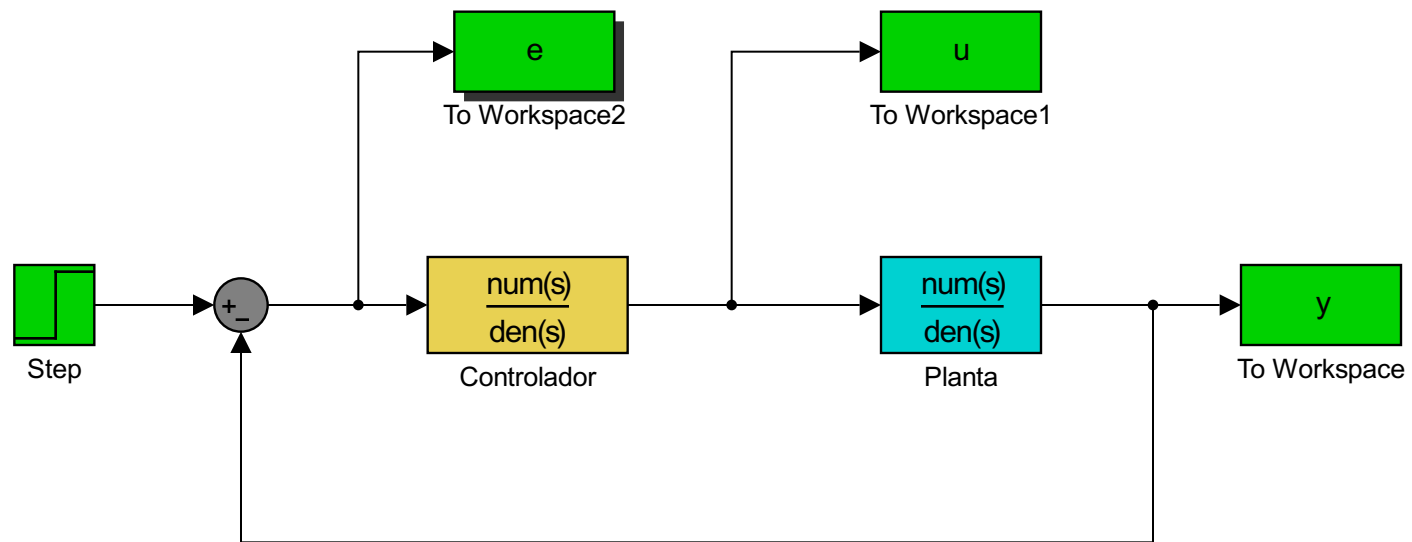 e
To Workspace2
u
To Workspace1
Step
+
−
num(s)
den(s)
Controlador
num(s)
den(s)
Planta
y
To Workspace